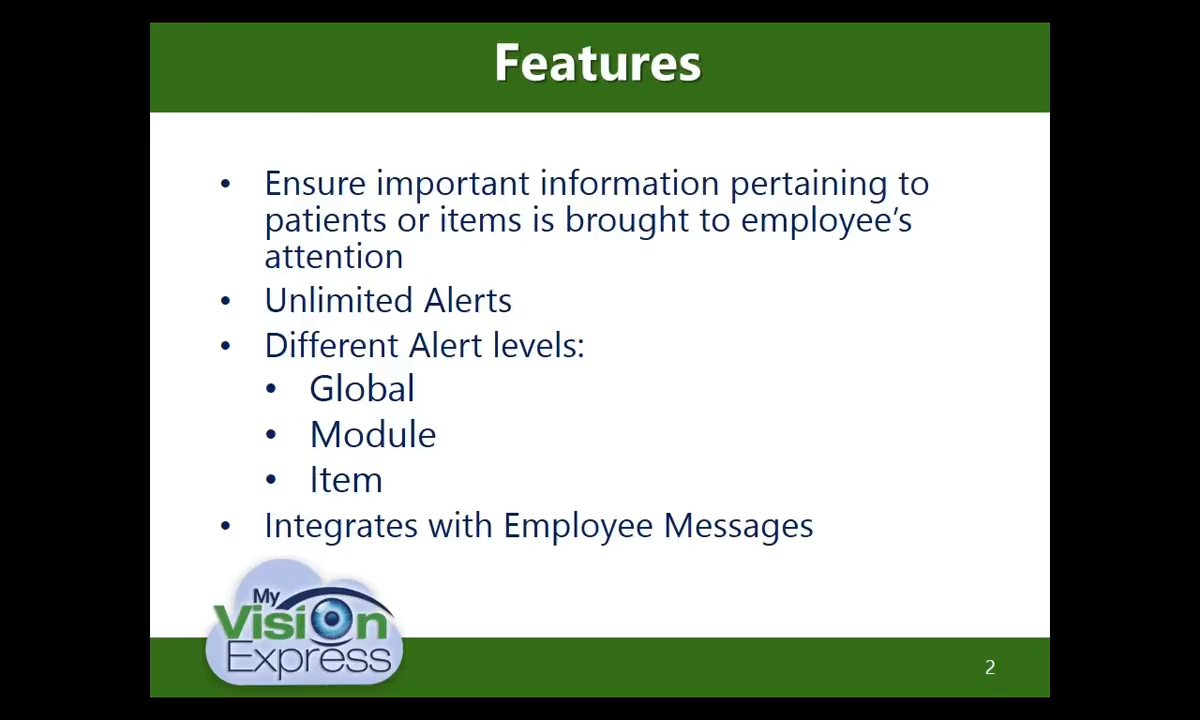 Features
• Ensure important information pertaining to
patients or items is brought to employee’s
attention
• Unlimited Alerts
• Different Alert levels:
• Global
• Module
• Item
• Integrates with Employee Messages
My
Vision
Express
2